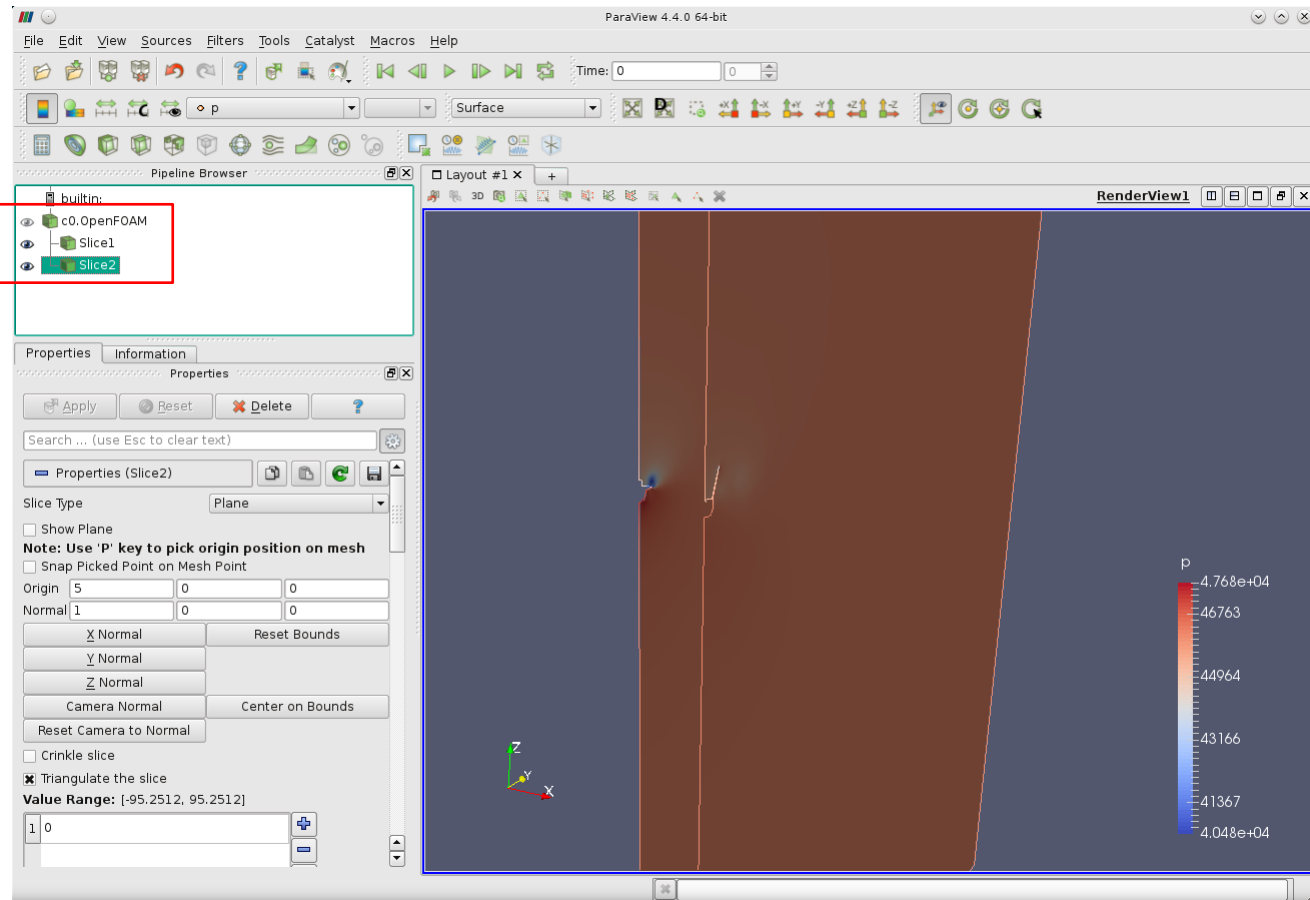 ParaView 4.4.0 64-bit
File Edit View Sources Filters Tools Catalyst Macros Help
Time: 0 0
p Surface
+X -X +Y -Y +Z -Z
Pipeline Browser
Layout #1 +
3D RenderView1
builtin:
c0.OpenFOAM
Slice1
Slice2
Properties Information
Properties
Apply Reset Delete ?
Search ... (use Esc to clear text)
Properties (Slice2)
Slice Type Plane
Show Plane
Note: Use 'P' key to pick origin position on mesh
Snap Picked Point on Mesh Point
Origin 5 0 0
Normal 1 0 0
X Normal Reset Bounds
Y Normal
Z Normal
Camera Normal Center on Bounds
Reset Camera to Normal
Crinkle slice
Triangulate the slice
Value Range: [-95.2512, 95.2512]
1 0
Z
Y
X
p
4.768e+04
46763
44964
43166
41367
4.048e+04